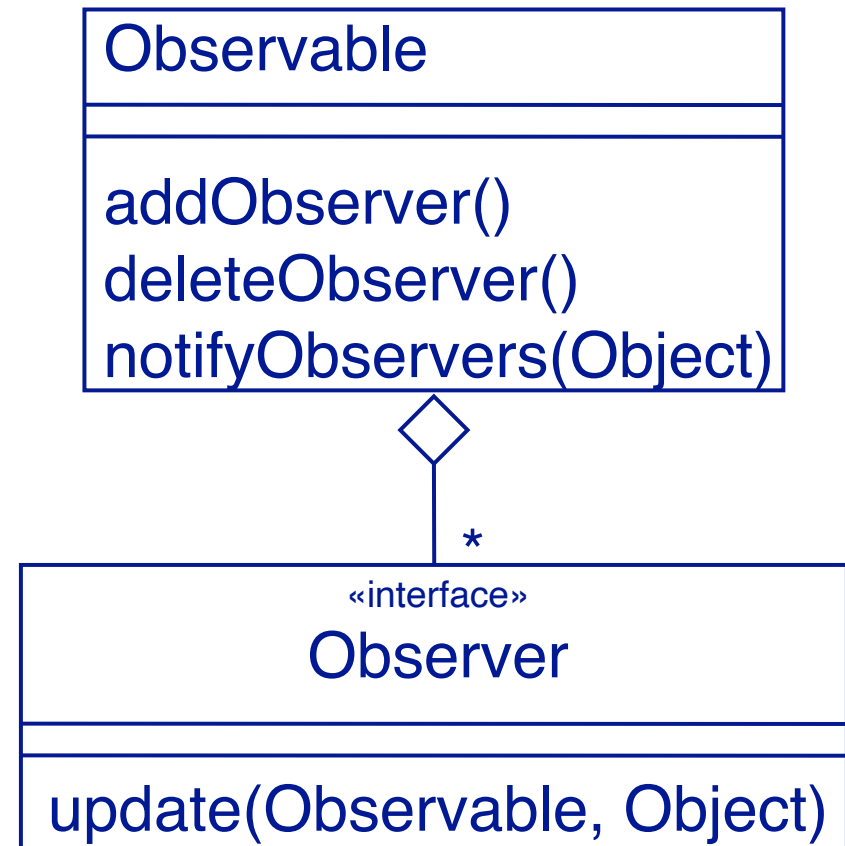 Observable
addObserver()
deleteObserver()
notifyObservers(Object)
*
«interface»
Observer
update(Observable, Object)